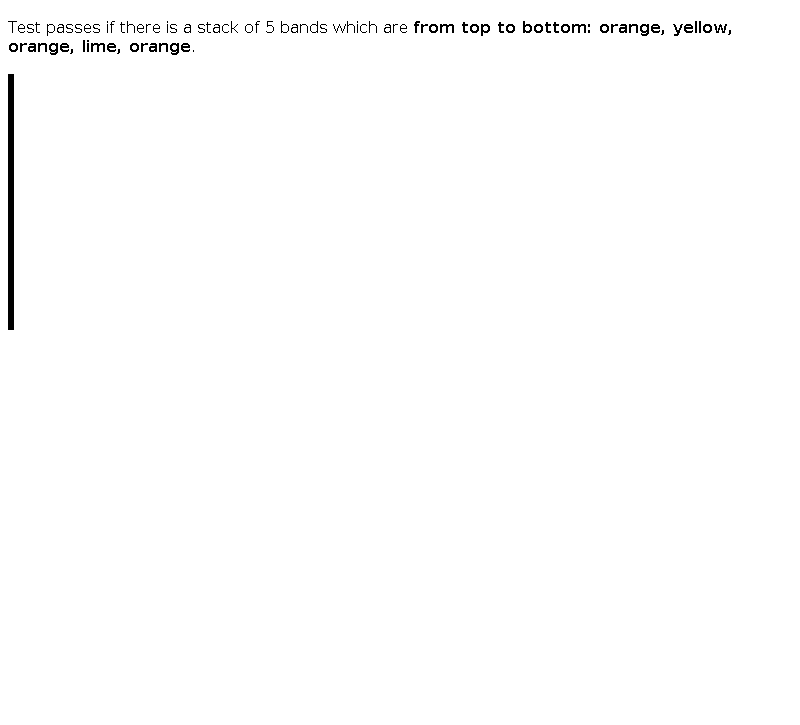 Test passes if there is a stack of 5 bands which are from top to bottom: orange, yellow,
orange, lime, orange.